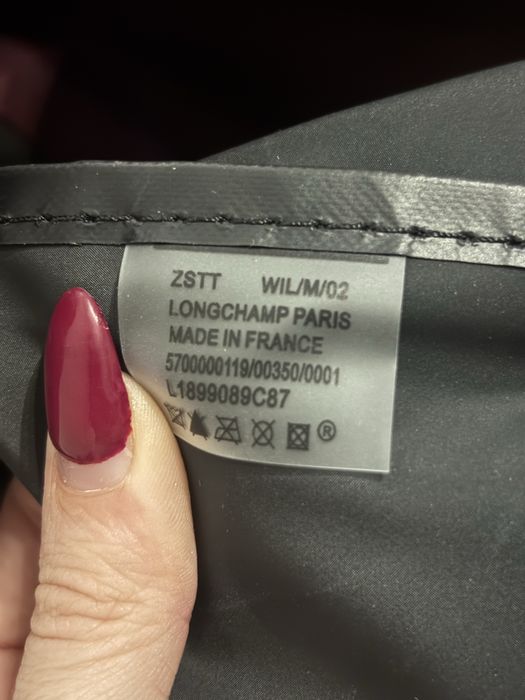 ZSTT WIL/M/02
LONGCHAMP PARIS
MADE IN FRANCE
5700000119/00350/0001
L1899089C87
®